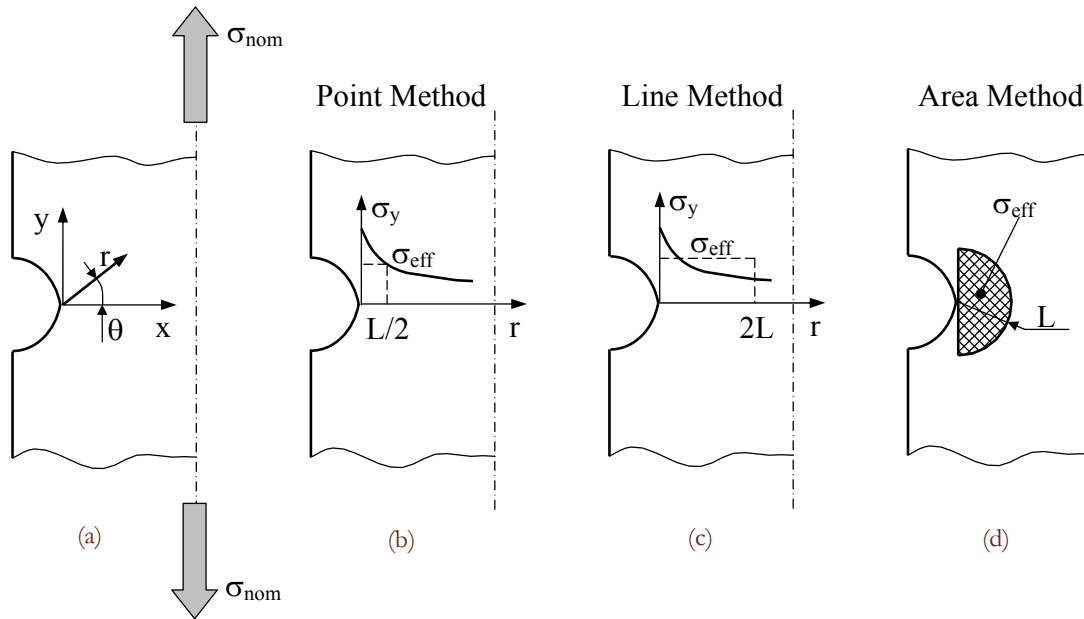 σnom
Point Method
Line Method
Area Method
y
r
x
θ
σy
σeff
L/2
r
σy
σeff
2L
r
σeff
L
(a)
(b)
(c)
(d)
σnom